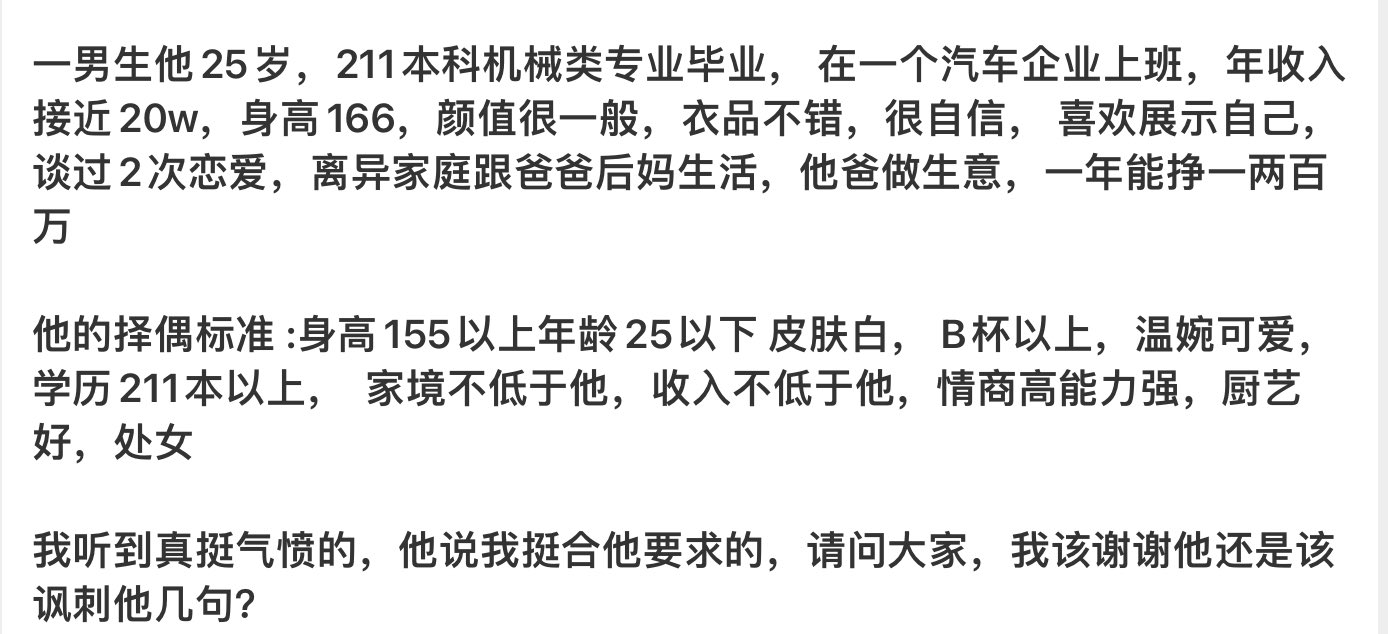 一男生他25岁，211本科机械类专业毕业， 在一个汽车企业上班，年收入
接近20w，身高166，颜值很一般，衣品不错，很自信， 喜欢展示自己，
谈过2次恋爱，离异家庭跟爸爸后妈生活，他爸做生意，一年能挣一两百
万
他的择偶标准 :身高155以上年龄25以下 皮肤白， B杯以上，温婉可爱，
学历211本以上， 家境不低于他，收入不低于他，情商高能力强，厨艺
好，处女
我听到真挺气愤的，他说我挺合他要求的，请问大家，我该谢谢他还是该
讽刺他几句?